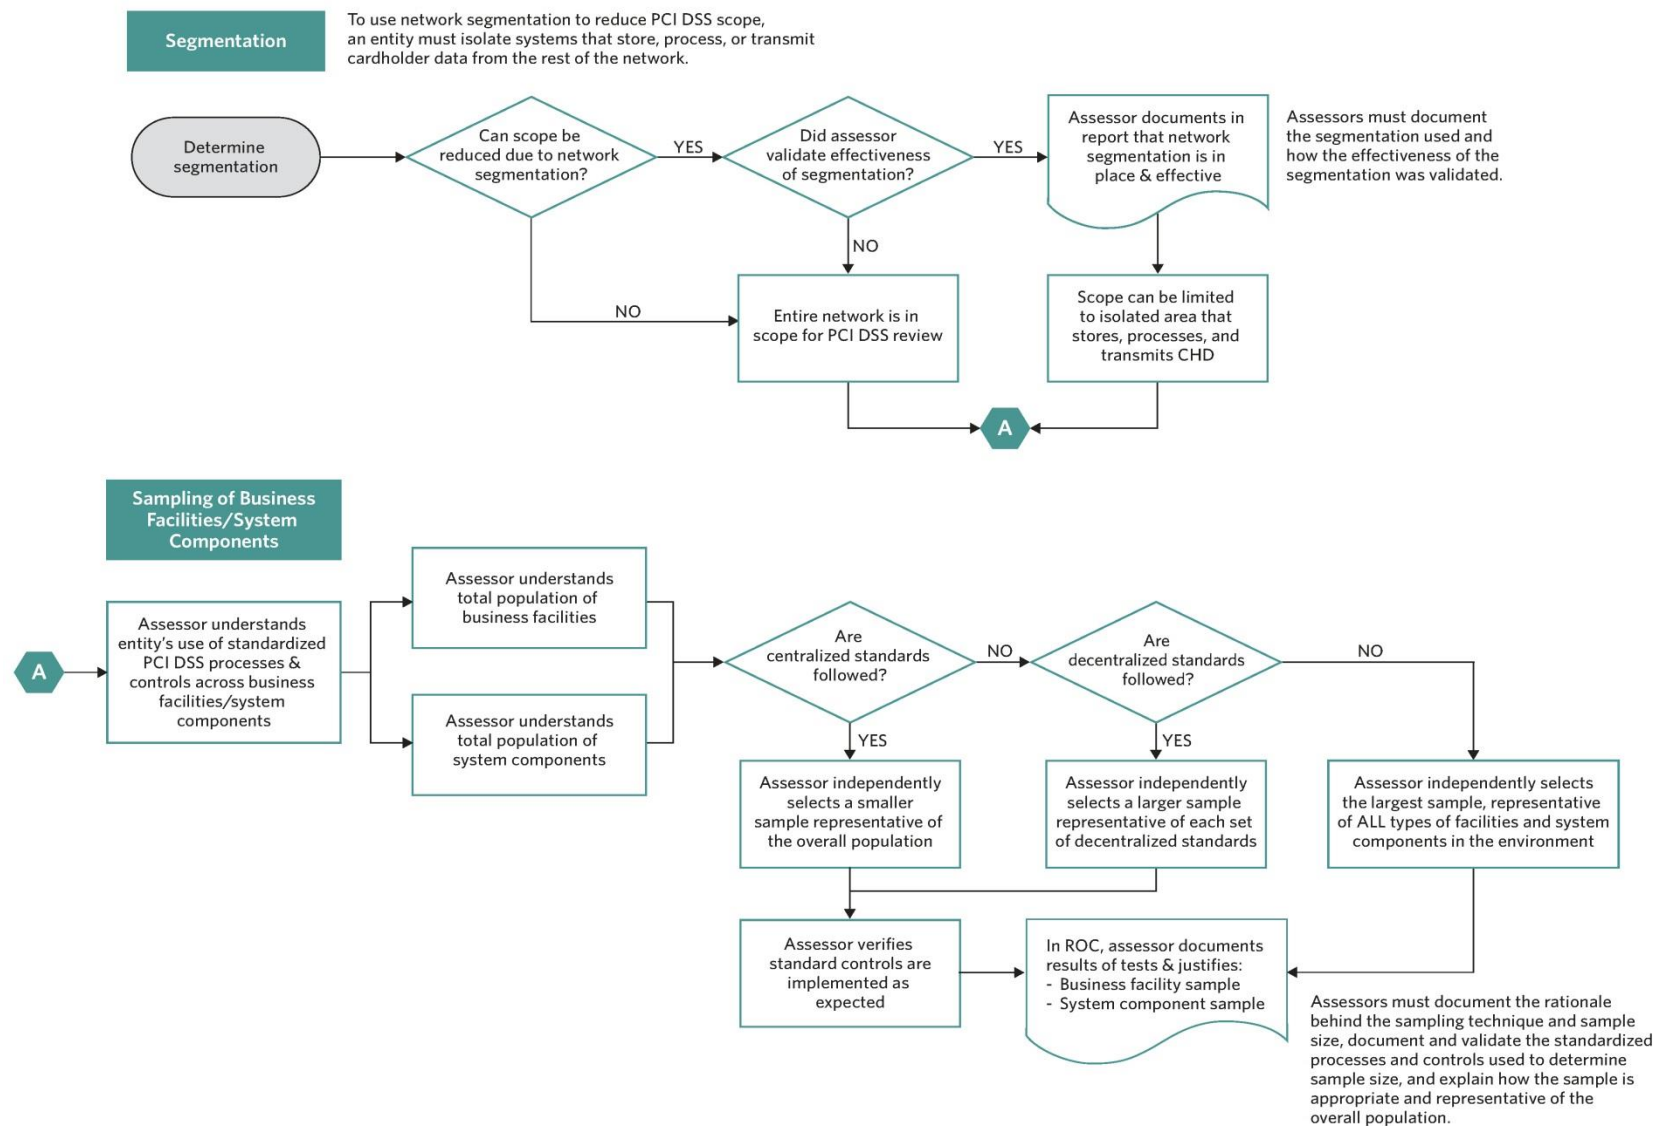 Segmentation
To use network segmentation to reduce PCI DSS scope,
an entity must isolate systems that store, process, or transmit
cardholder data from the rest of the network.
Determine
segmentation
Can scope be
reduced due to network
segmentation?
YES
Did assessor
validate effectiveness
of segmentation?
YES
Assessor documents in
report that network
segmentation is in
place & effective
Assessors must document
the segmentation used and
how the effectiveness of the
segmentation was validated.
NO
NO
Entire network is in
scope for PCI DSS review
Scope can be limited
to isolated area that
stores, processes, and
transmits CHD
A
Sampling of Business
Facilities/System
Components
A
Assessor understands
entity’s use of standardized
PCI DSS processes &
controls across business
facilities/system
components
Assessor understands
total population of
business facilities
Assessor understands
total population of
system components
Are
centralized standards
followed?
NO
Are
decentralized standards
followed?
NO
YES
YES
Assessor independently
selects a smaller
sample representative of
the overall population
Assessor independently
selects a larger sample
representative of each set
of decentralized standards
Assessor independently selects
the largest sample, representative
of ALL types of facilities and system
components in the environment
Assessor verifies
standard controls are
implemented as
expected
In ROC, assessor documents
results of tests & justifies:
- Business facility sample
- System component sample
Assessors must document the rationale
behind the sampling technique and sample
size, document and validate the standardized
processes and controls used to determine
sample size, and explain how the sample is
appropriate and representative of the
overall population.